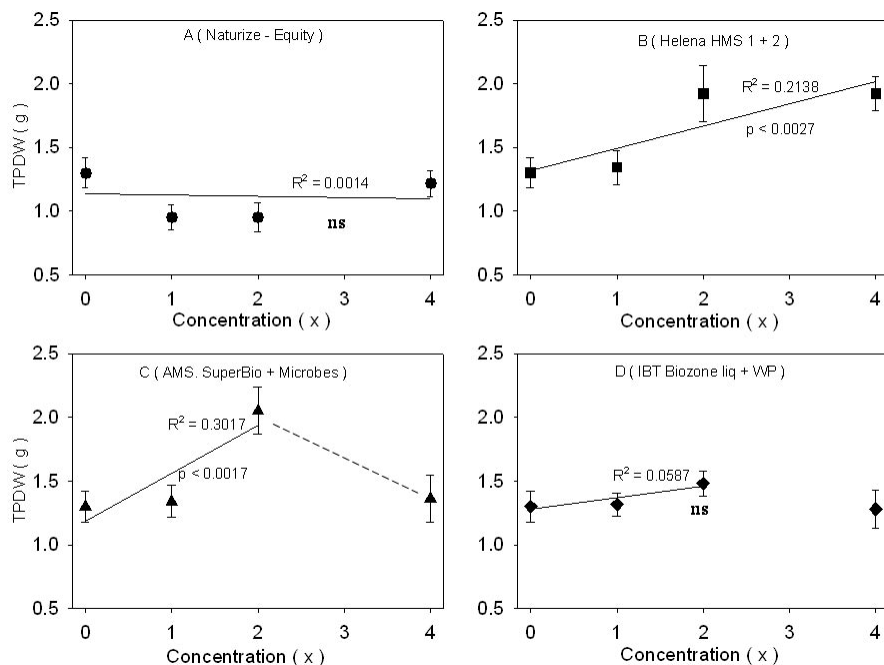 A ( Naturize - Equity )
2.5
2.0
1.5
1.0
0.5
TPDW ( g )
R² = 0.0014
ns
0 1 2 3 4
Concentration ( x )
B ( Helena HMS 1 + 2 )
2.5
2.0
1.5
1.0
0.5
R² = 0.2138
p < 0.0027
0 1 2 3 4
Concentration ( x )
C ( AMS. SuperBio + Microbes )
2.5
2.0
1.5
1.0
0.5
TPDW ( g )
R² = 0.3017
p < 0.0017
0 1 2 3 4
Concentration ( x )
D ( IBT Biozone liq + WP )
2.5
2.0
1.5
1.0
0.5
R² = 0.0587
ns
0 1 2 3 4
Concentration ( x )